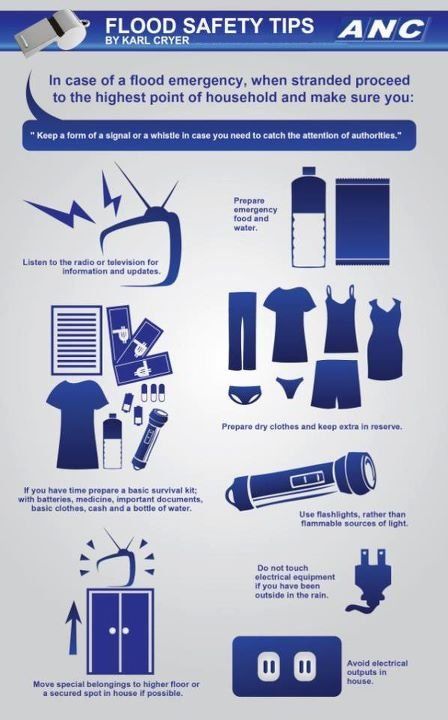 FLOOD SAFETY TIPS
BY KARL CRYER
ANC
In case of a flood emergency, when stranded proceed
to the highest point of household and make sure you:
" Keep a form of a signal or a whistle in case you need to catch the attention of authorities."
Listen to the radio or television for
information and updates.
Prepare
emergency
food and
water.
Prepare dry clothes and keep extra in reserve.
If you have time prepare a basic survival kit;
with batteries, medicine, important documents,
basic clothes, cash and a bottle of water.
Use flashlights, rather than
flammable sources of light.
Do not touch
electrical equipment
if you have been
outside in the rain.
Move special belongings to higher floor or
a secured spot in house if possible.
Avoid electrical
outputs in
house.